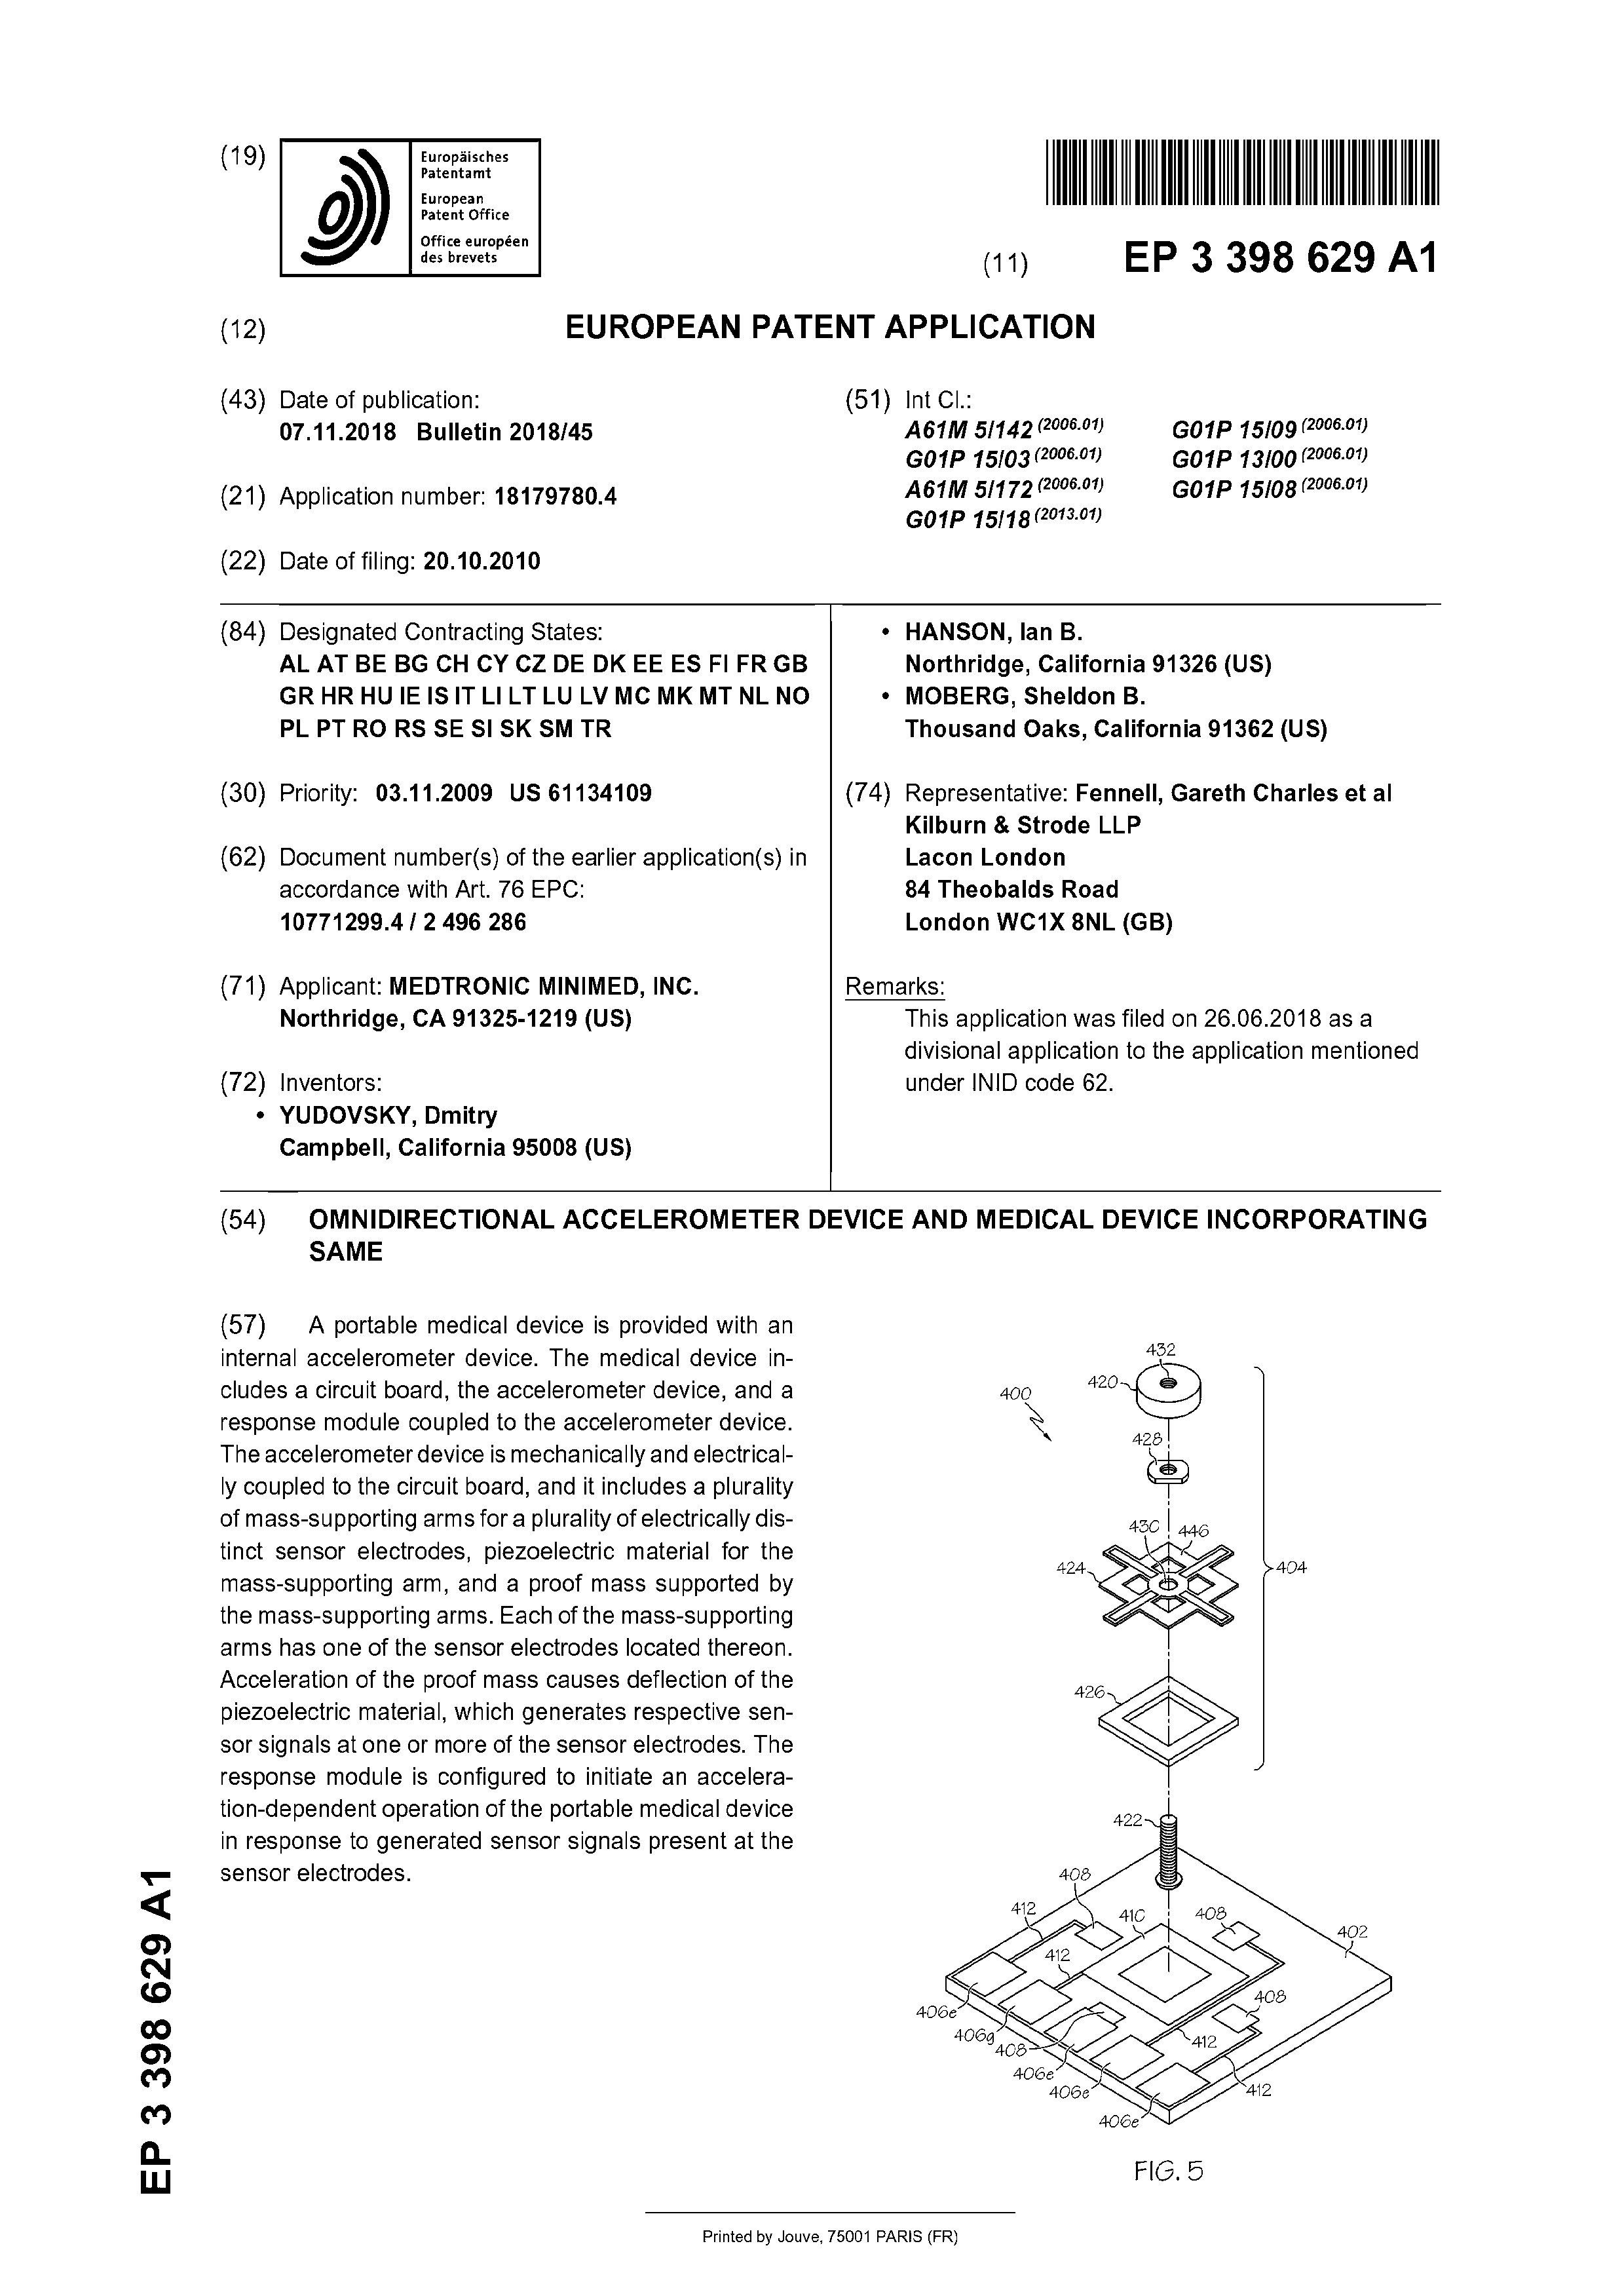 (19)
Europäisches
Patentamt
European
Patent Office
Office européen
des brevets
(11) EP 3 398 629 A1
(12) EUROPEAN PATENT APPLICATION
(43) Date of publication:
07.11.2018 Bulletin 2018/45
(21) Application number: 18179780.4
(22) Date of filing: 20.10.2010
(51) Int Cl.:
A61M 5/142 (2006.01) G01P 15/09 (2006.01)
G01P 15/03 (2006.01) G01P 13/00 (2006.01)
A61M 5/172 (2006.01) G01P 15/08 (2006.01)
G01P 15/18 (2013.01)
(84) Designated Contracting States:
AL AT BE BG CH CY CZ DE DK EE ES FI FR GB
GR HR HU IE IS IT LI LT LU LV MC MK MT NL NO
PL PT RO RS SE SI SK SM TR
(30) Priority: 03.11.2009 US 61134109
(62) Document number(s) of the earlier application(s) in
accordance with Art. 76 EPC:
10771299.4 / 2 496 286
(71) Applicant: MEDTRONIC MINIMED, INC.
Northridge, CA 91325-1219 (US)
(72) Inventors:
• YUDOVSKY, Dmitry
Campbell, California 95008 (US)
• HANSON, Ian B.
Northridge, California 91326 (US)
• MOBERG, Sheldon B.
Thousand Oaks, California 91362 (US)
(74) Representative: Fennell, Gareth Charles et al
Kilburn & Strode LLP
Lacon London
84 Theobalds Road
London WC1X 8NL (GB)
Remarks:
This application was filed on 26.06.2018 as a
divisional application to the application mentioned
under INID code 62.
(54) OMNIDIRECTIONAL ACCELEROMETER DEVICE AND MEDICAL DEVICE INCORPORATING
SAME
(57) A portable medical device is provided with an
internal accelerometer device. The medical device in-
cludes a circuit board, the accelerometer device, and a
response module coupled to the accelerometer device.
The accelerometer device is mechanically and electrical-
ly coupled to the circuit board, and it includes a plurality
of mass-supporting arms for a plurality of electrically dis-
tinct sensor electrodes, piezoelectric material for the
mass-supporting arm, and a proof mass supported by
the mass-supporting arms. Each of the mass-supporting
arms has one of the sensor electrodes located thereon.
Acceleration of the proof mass causes deflection of the
piezoelectric material, which generates respective sen-
sor signals at one or more of the sensor electrodes. The
response module is configured to initiate an accelera-
tion-dependent operation of the portable medical device
in response to generated sensor signals present at the
sensor electrodes.
432
420
400
428
430 446
424
404
426
422
408
412 410 408
402
412
406e
408
406g
412
408
406e
406e
412
406e
FIG. 5
EP 3 398 629 A1
Printed by Jouve, 75001 PARIS (FR)